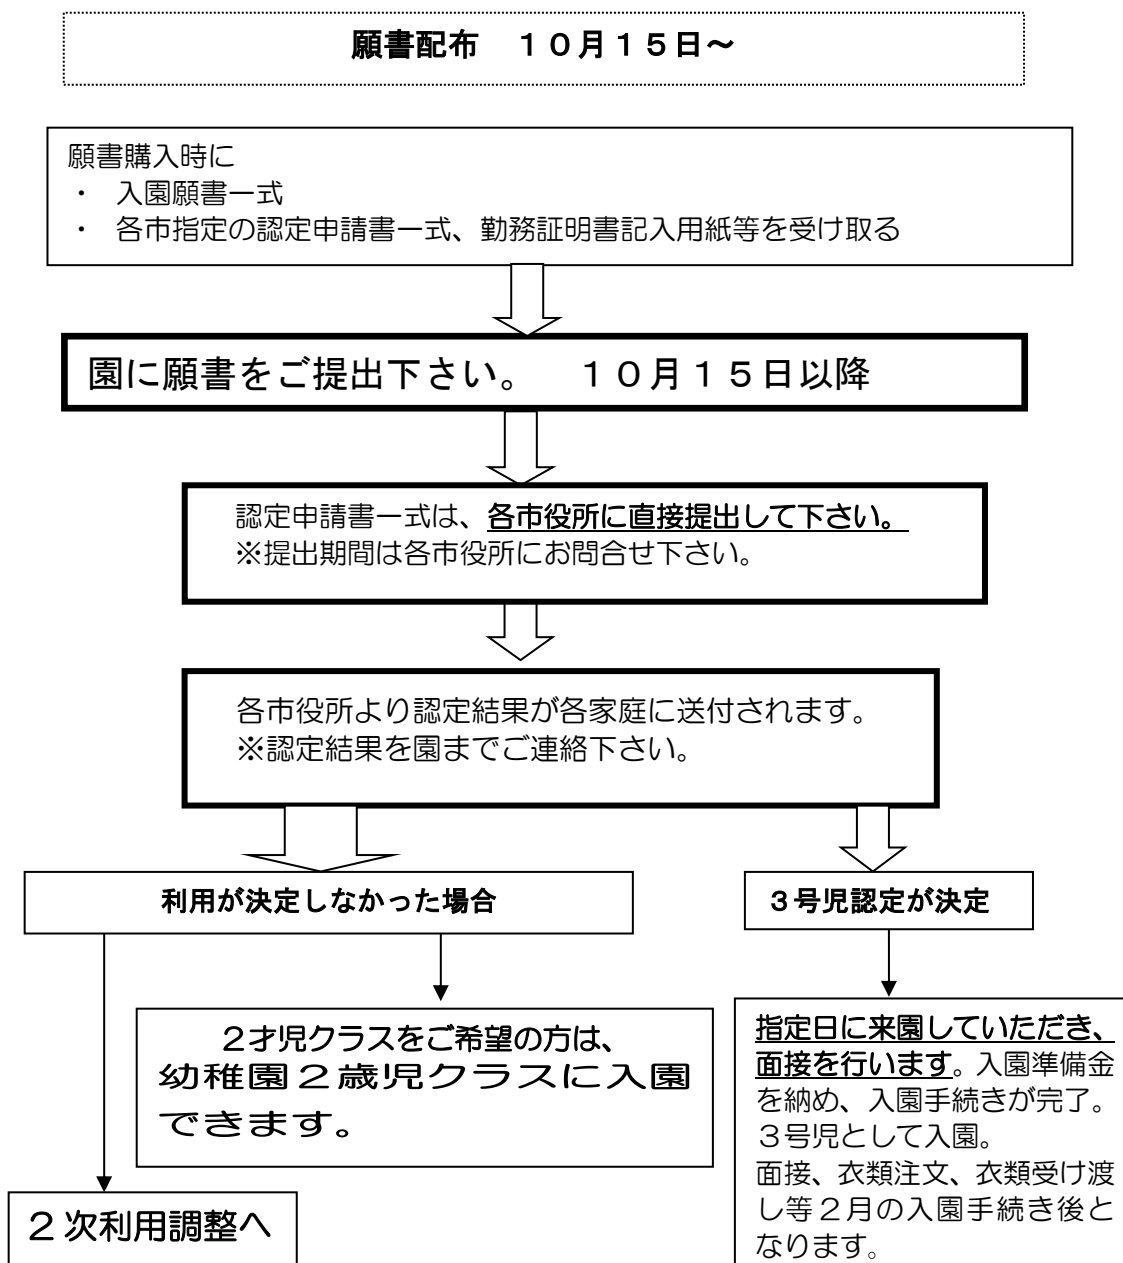 願書配布　１０月１５日～
願書購入時に
・　入園願書一式
・　各市指定の認定申請書一式、勤務証明書記入用紙等を受け取る
園に願書をご提出下さい。　１０月１５日以降
認定申請書一式は、各市役所に直接提出して下さい。
※提出期間は各市役所にお問合せ下さい。
各市役所より認定結果が各家庭に送付されます。
※認定結果を園までご連絡下さい。
利用が決定しなかった場合
２才児クラスをご希望の方は、
幼稚園２歳児クラスに入園
できます。
２次利用調整へ
３号児認定が決定
指定日に来園していただき、
面接を行います。入園準備金
を納め、入園手続きが完了。
３号児として入園。
面接、衣類注文、衣類受け渡
し等２月の入園手続き後と
なります。